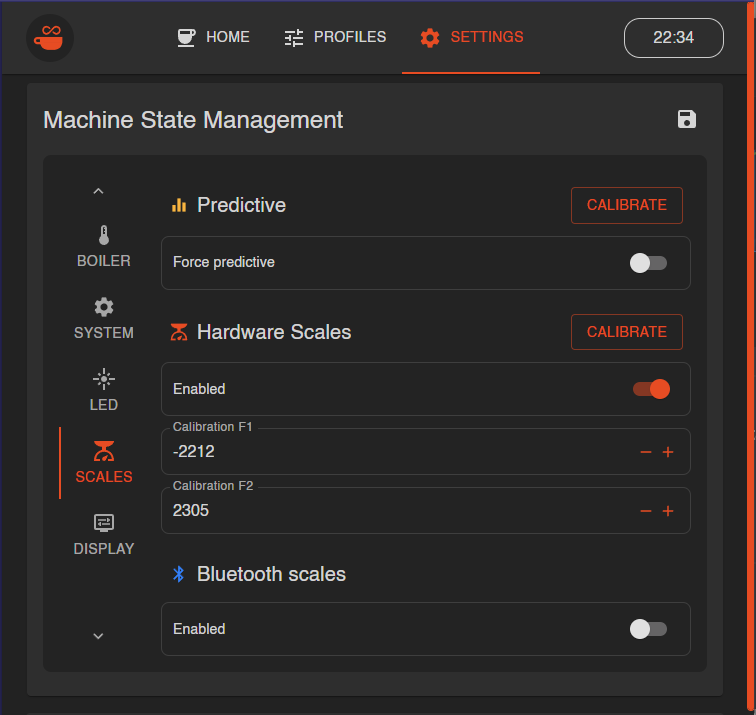 HOME
PROFILES
SETTINGS
22:34
Machine State Management
Predictive
CALIBRATE
BOILER
Force predictive
SYSTEM
Hardware Scales
CALIBRATE
LED
Enabled
Calibration F1
-2212
SCALES
Calibration F2
2305
DISPLAY
Bluetooth scales
Enabled